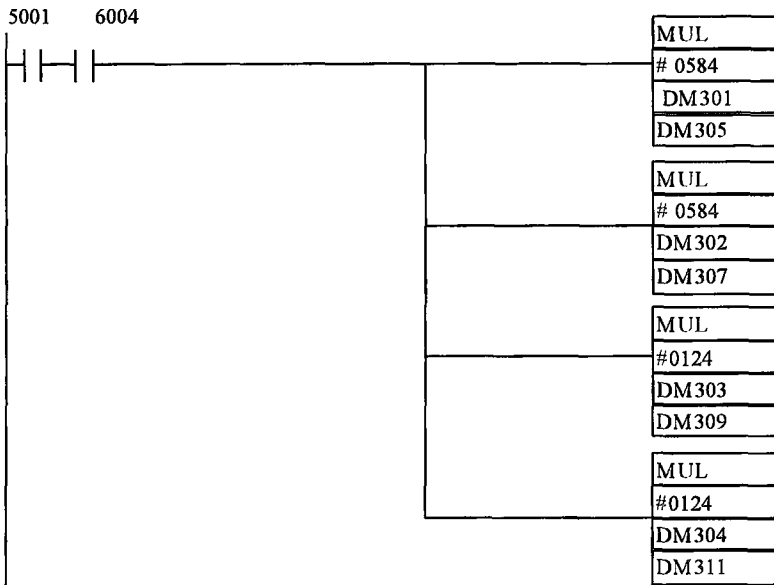 5001 6004
MUL
# 0584
DM301
DM305
MUL
# 0584
DM302
DM307
MUL
#0124
DM303
DM309
MUL
#0124
DM304
DM311